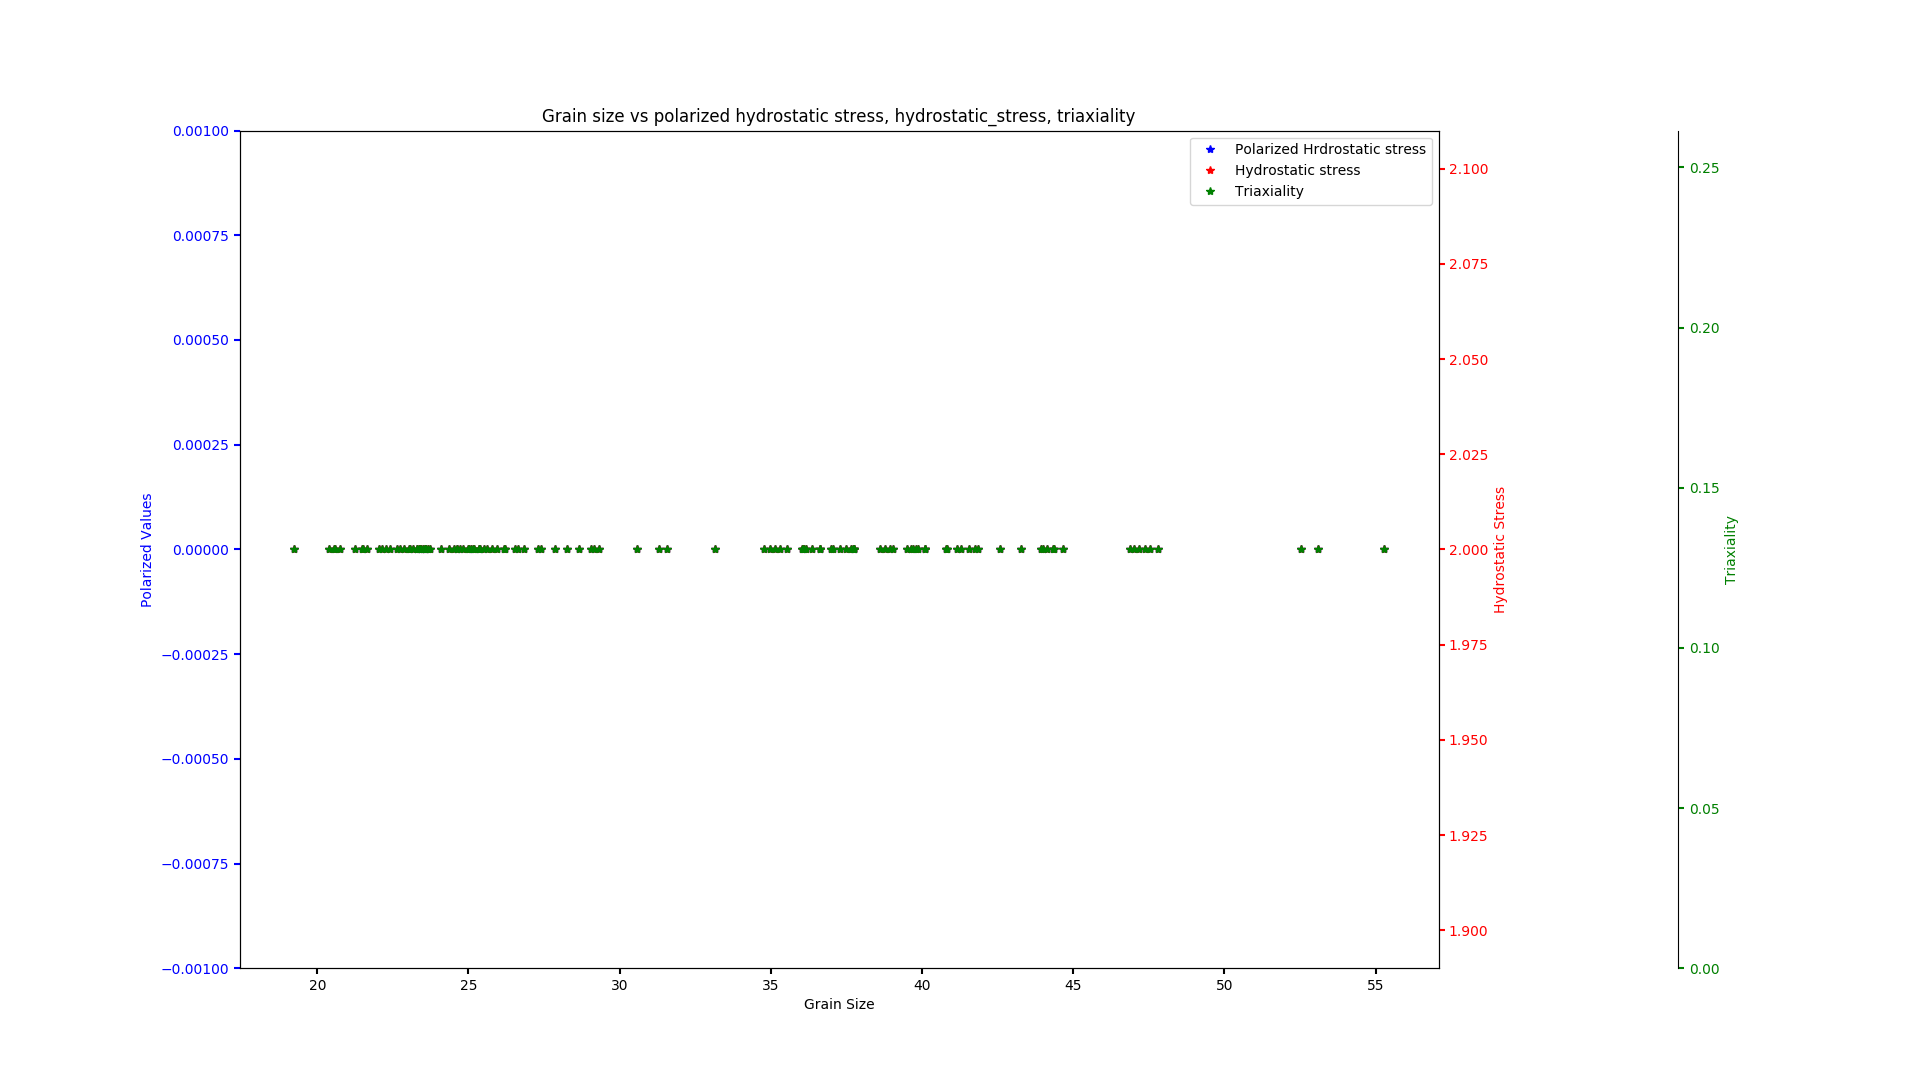 Grain size vs polarized hydrostatic stress, hydrostatic_stress, triaxiality
Polarized Hrdrostatic stress
Hydrostatic stress
Triaxiality
Polarized Values
0.00100
0.00075
0.00050
0.00025
0.00000
−0.00025
−0.00050
−0.00075
−0.00100
20 25 30 35 40 45 50 55
Grain Size
2.100
2.075
2.050
2.025
2.000
1.975
1.950
1.925
1.900
Hydrostatic Stress
0.25
0.20
0.15
0.10
0.05
0.00
Triaxiality